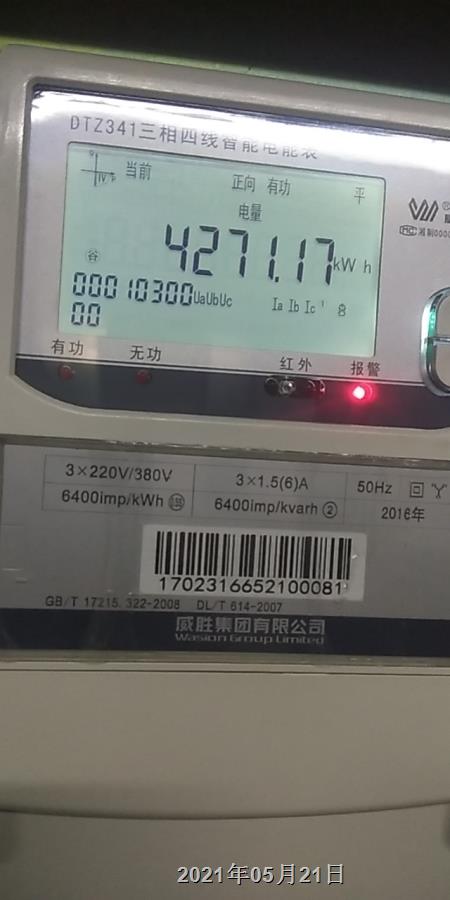 DTZ341三相四线智能电能表
当前 正向 有功 平
电量
谷 4271.17kWh
00010300 UaUbUc Ia Ib Ic
00
有功 无功 红外 报警
3×220V/380V 3×1.5(6)A 50Hz
6400imp/kWh 6400imp/kvarh② 2016年
1702316652100081
GB/T 17215.322-2008 DL/T 614-2007
威胜集团有限公司
Wasion Group Limited
2021年05月21日